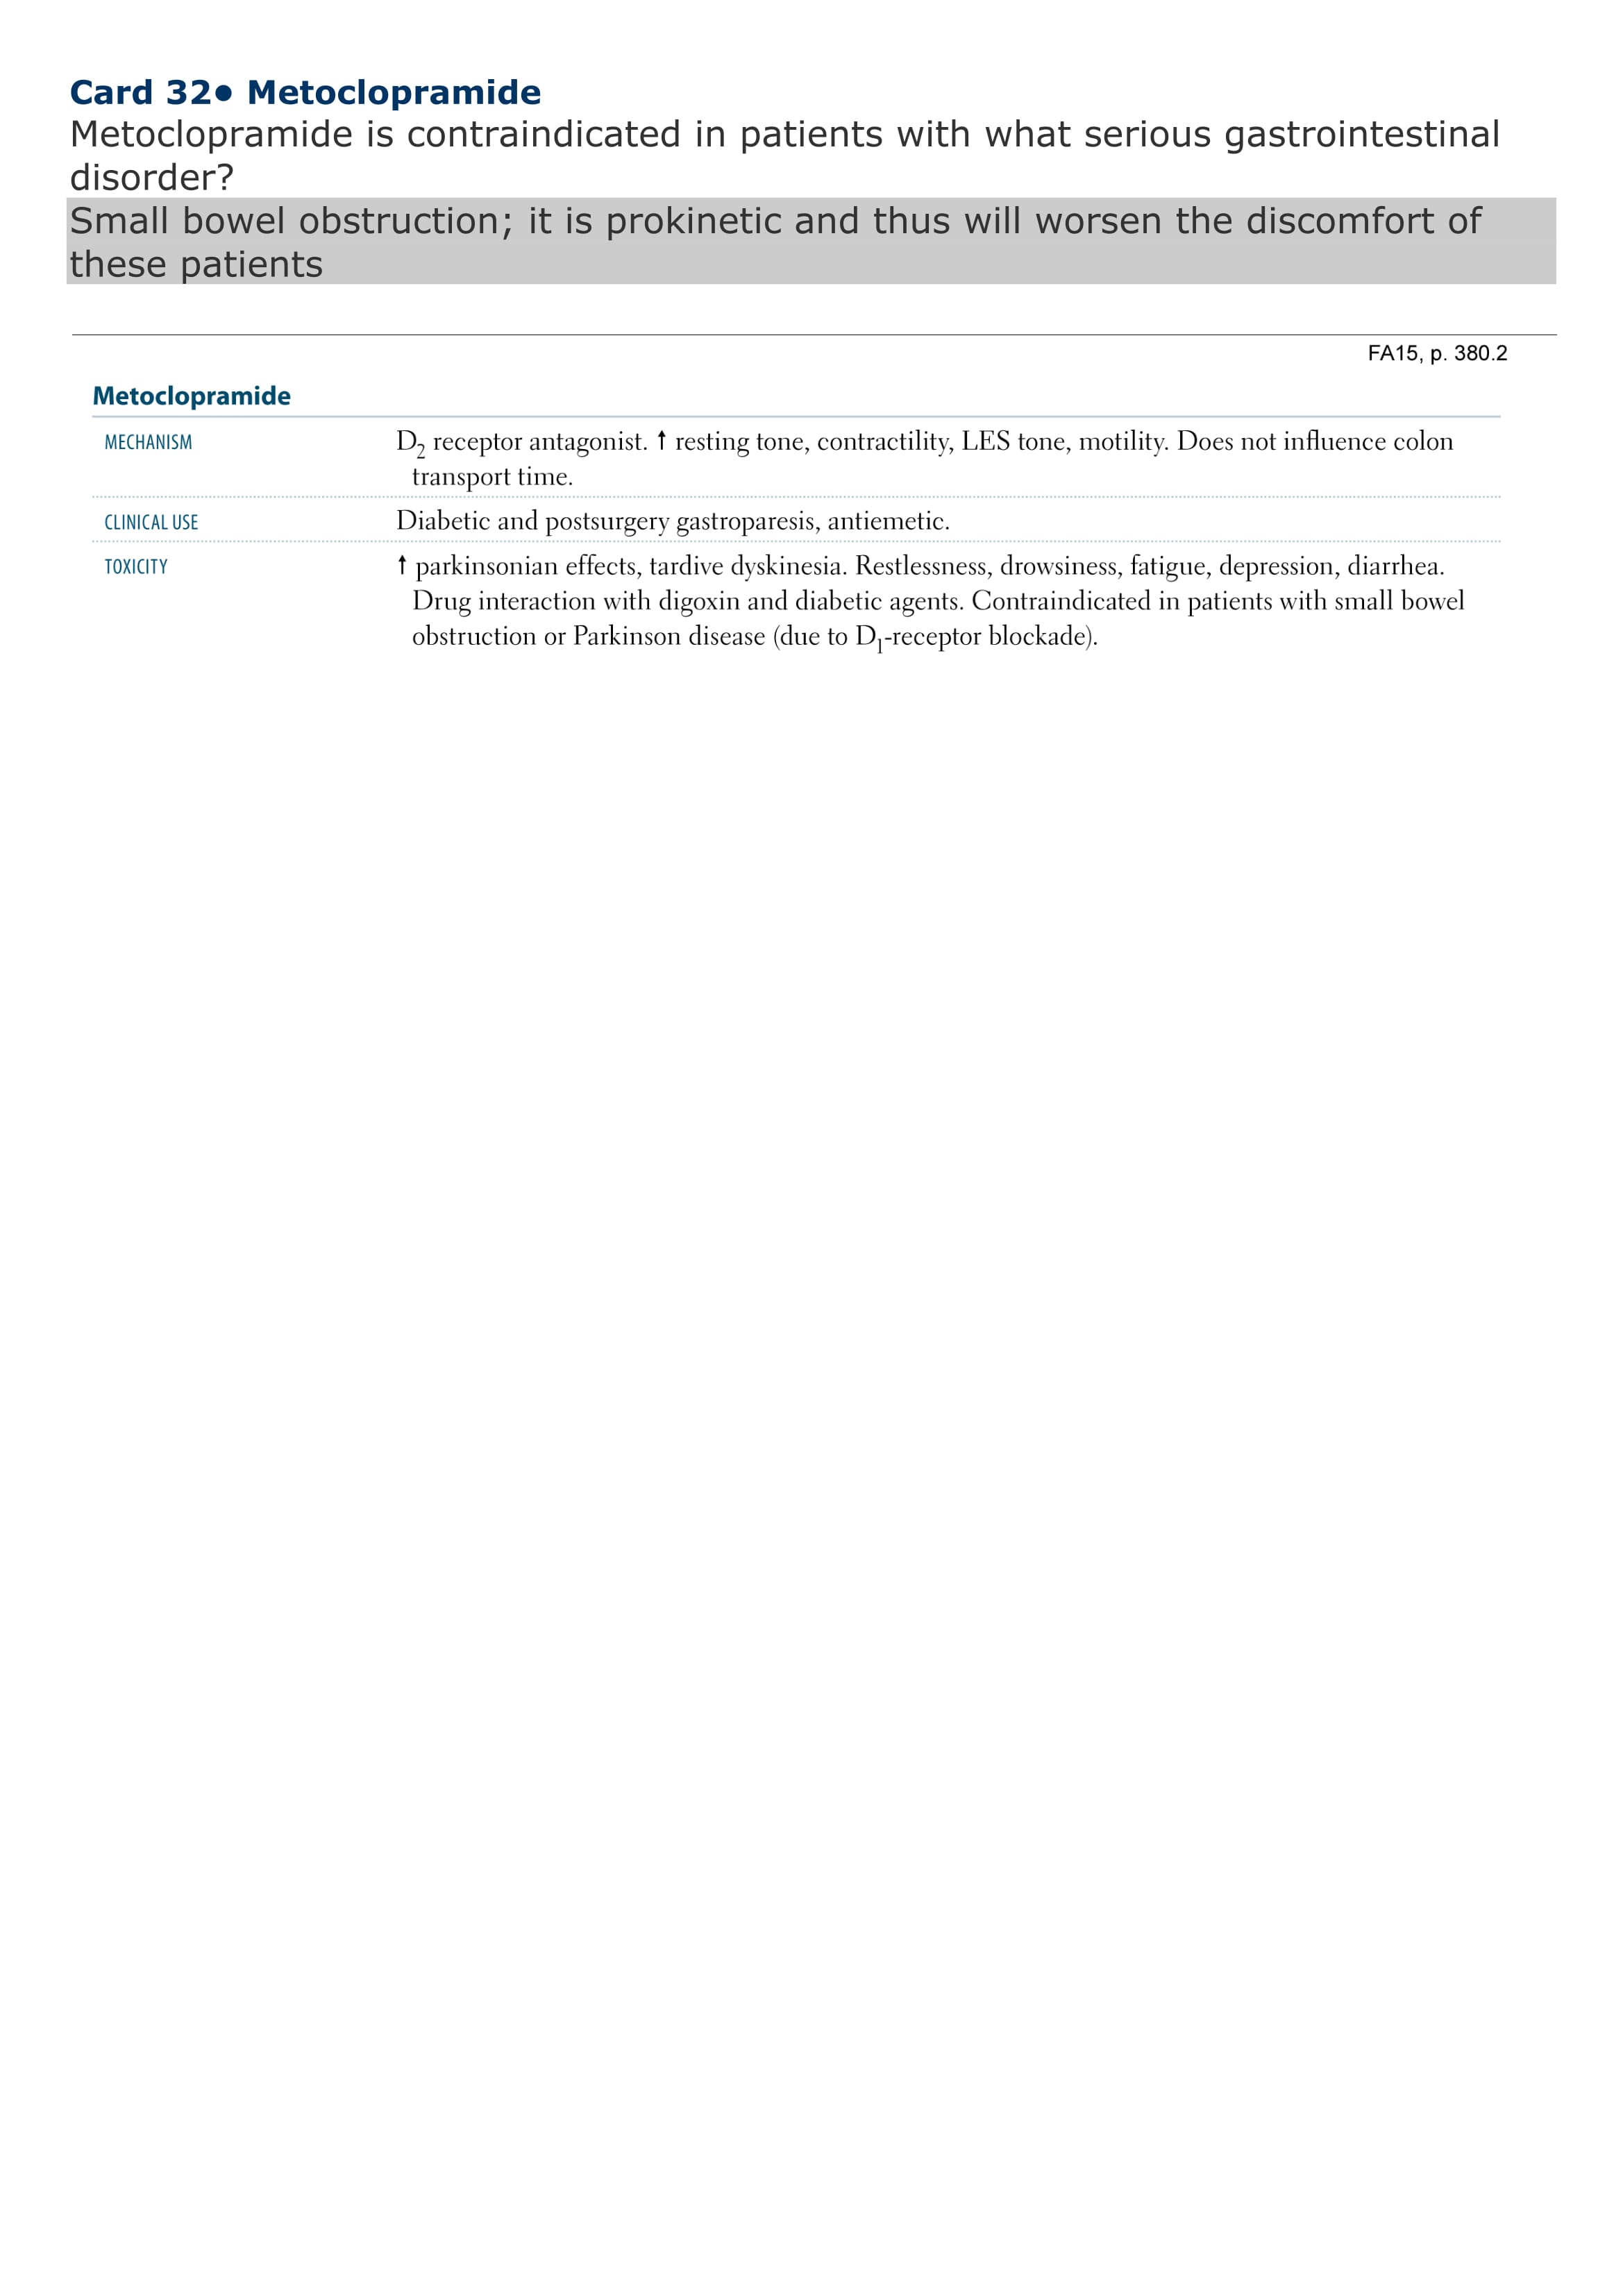 Card 32● Metoclopramide
Metoclopramide is contraindicated in patients with what serious gastrointestinal
disorder?
Small bowel obstruction; it is prokinetic and thus will worsen the discomfort of
these patients
FA15, p. 380.2
Metoclopramide
MECHANISM D₂ receptor antagonist. ↑ resting tone, contractility, LES tone, motility. Does not influence colon
transport time.
CLINICAL USE Diabetic and postsurgery gastroparesis, antiemetic.
TOXICITY ↑ parkinsonian effects, tardive dyskinesia. Restlessness, drowsiness, fatigue, depression, diarrhea.
Drug interaction with digoxin and diabetic agents. Contraindicated in patients with small bowel
obstruction or Parkinson disease (due to D₁-receptor blockade).